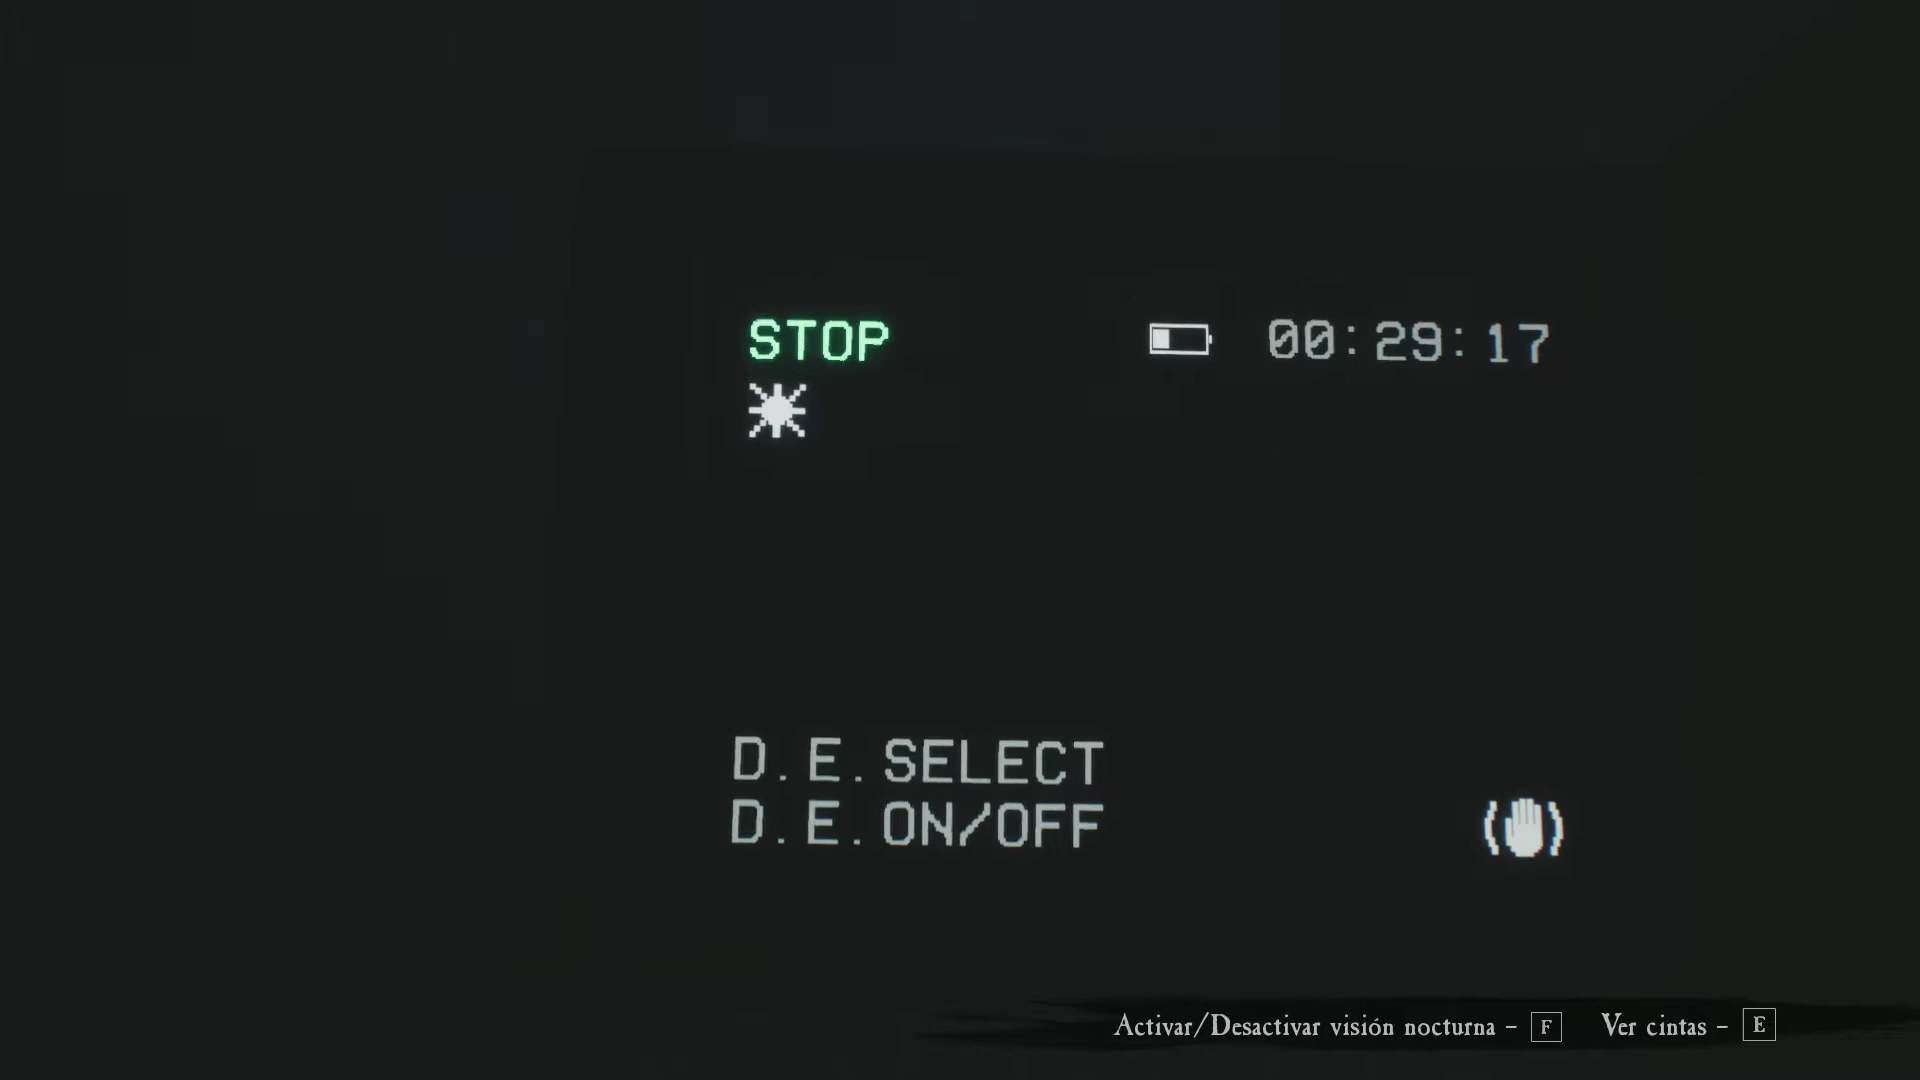 STOP 00:29:17
D.E.SELECT
D.E.ON/OFF
Activar/Desactivar visión nocturna - F Ver cintas - E